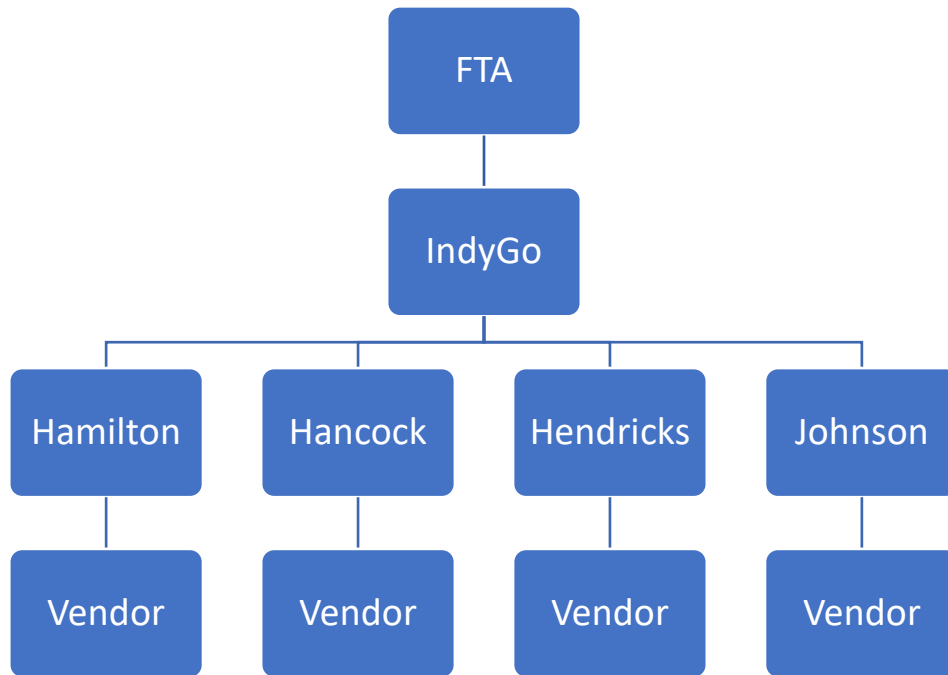 FTA
IndyGo
Hamilton
Hancock
Hendricks
Johnson
Vendor
Vendor
Vendor
Vendor